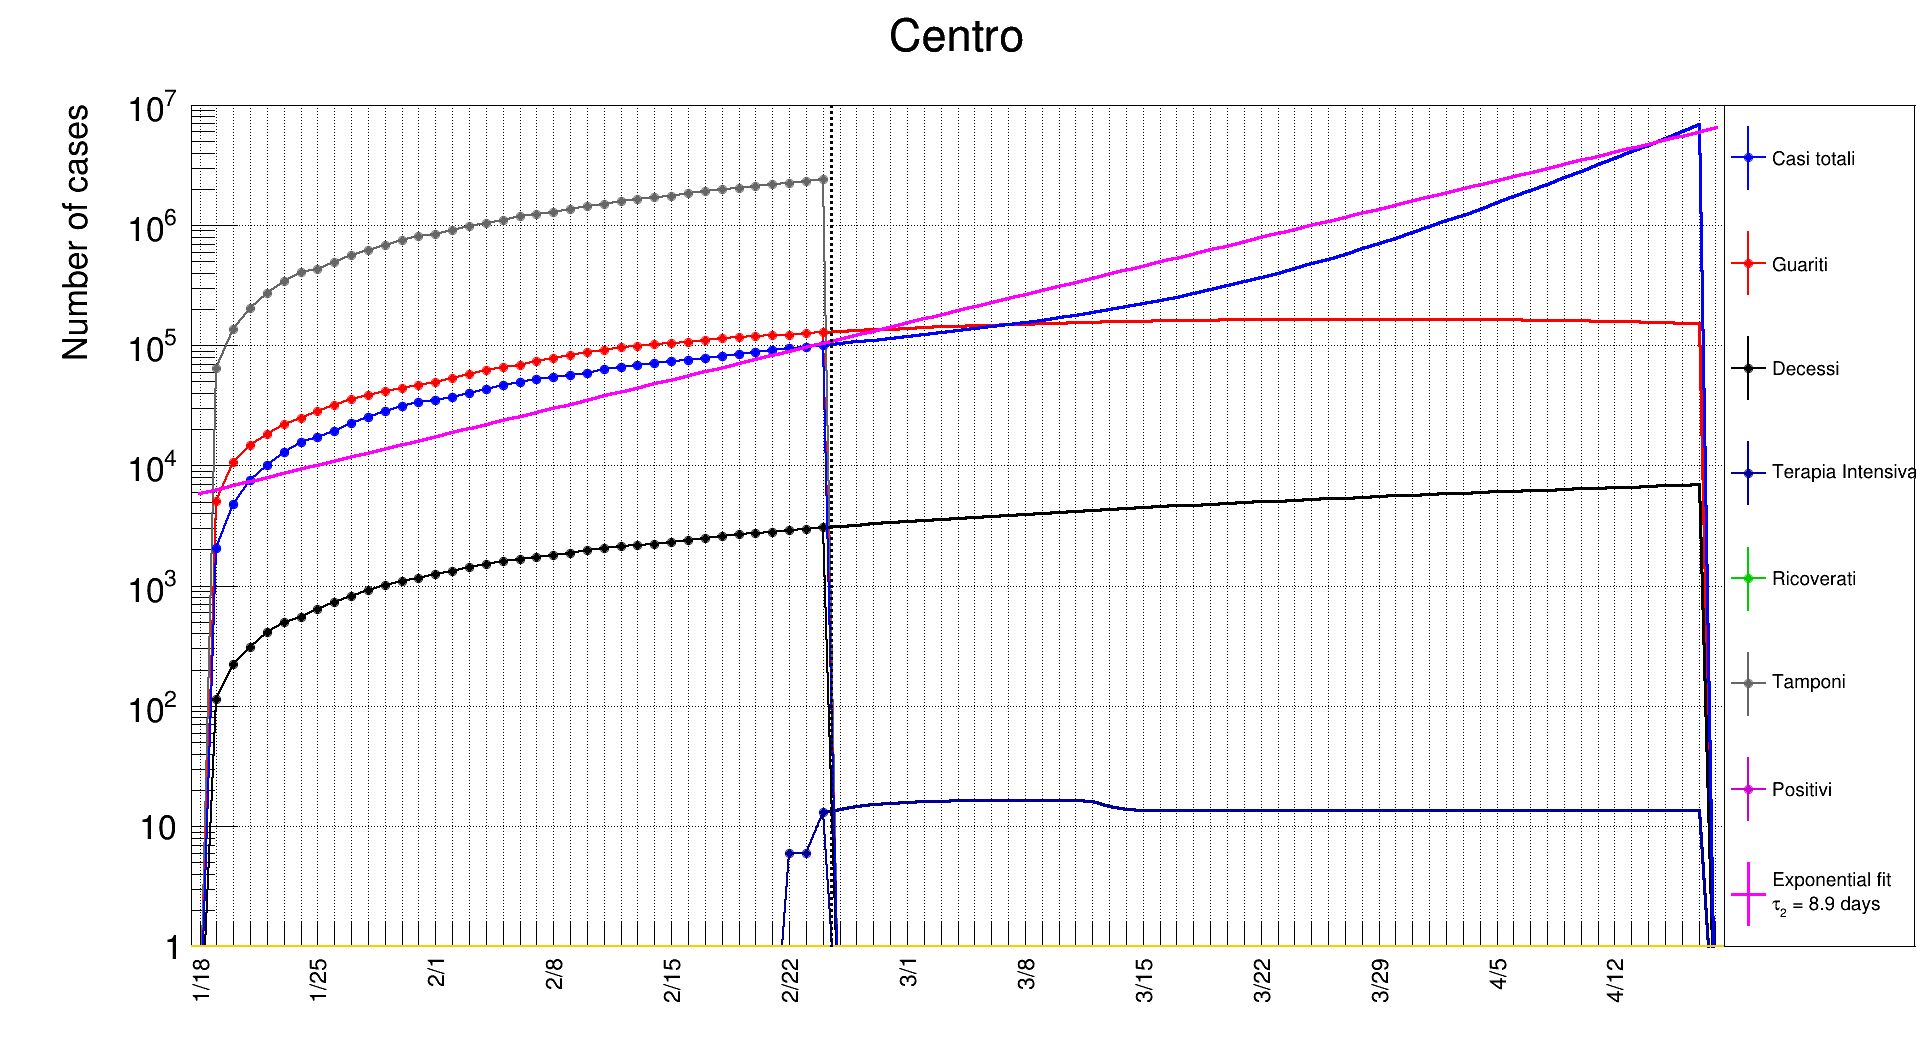 Centro
Number of cases
10^7
10^6
10^5
10^4
10^3
10^2
10
1
1/18
1/25
2/1
2/8
2/15
2/22
3/1
3/8
3/15
3/22
3/29
4/5
4/12
Casi totali
Guariti
Decessi
Terapia Intensiva
Ricoverati
Tamponi
Positivi
Exponential fit
τ₂ = 8.9 days